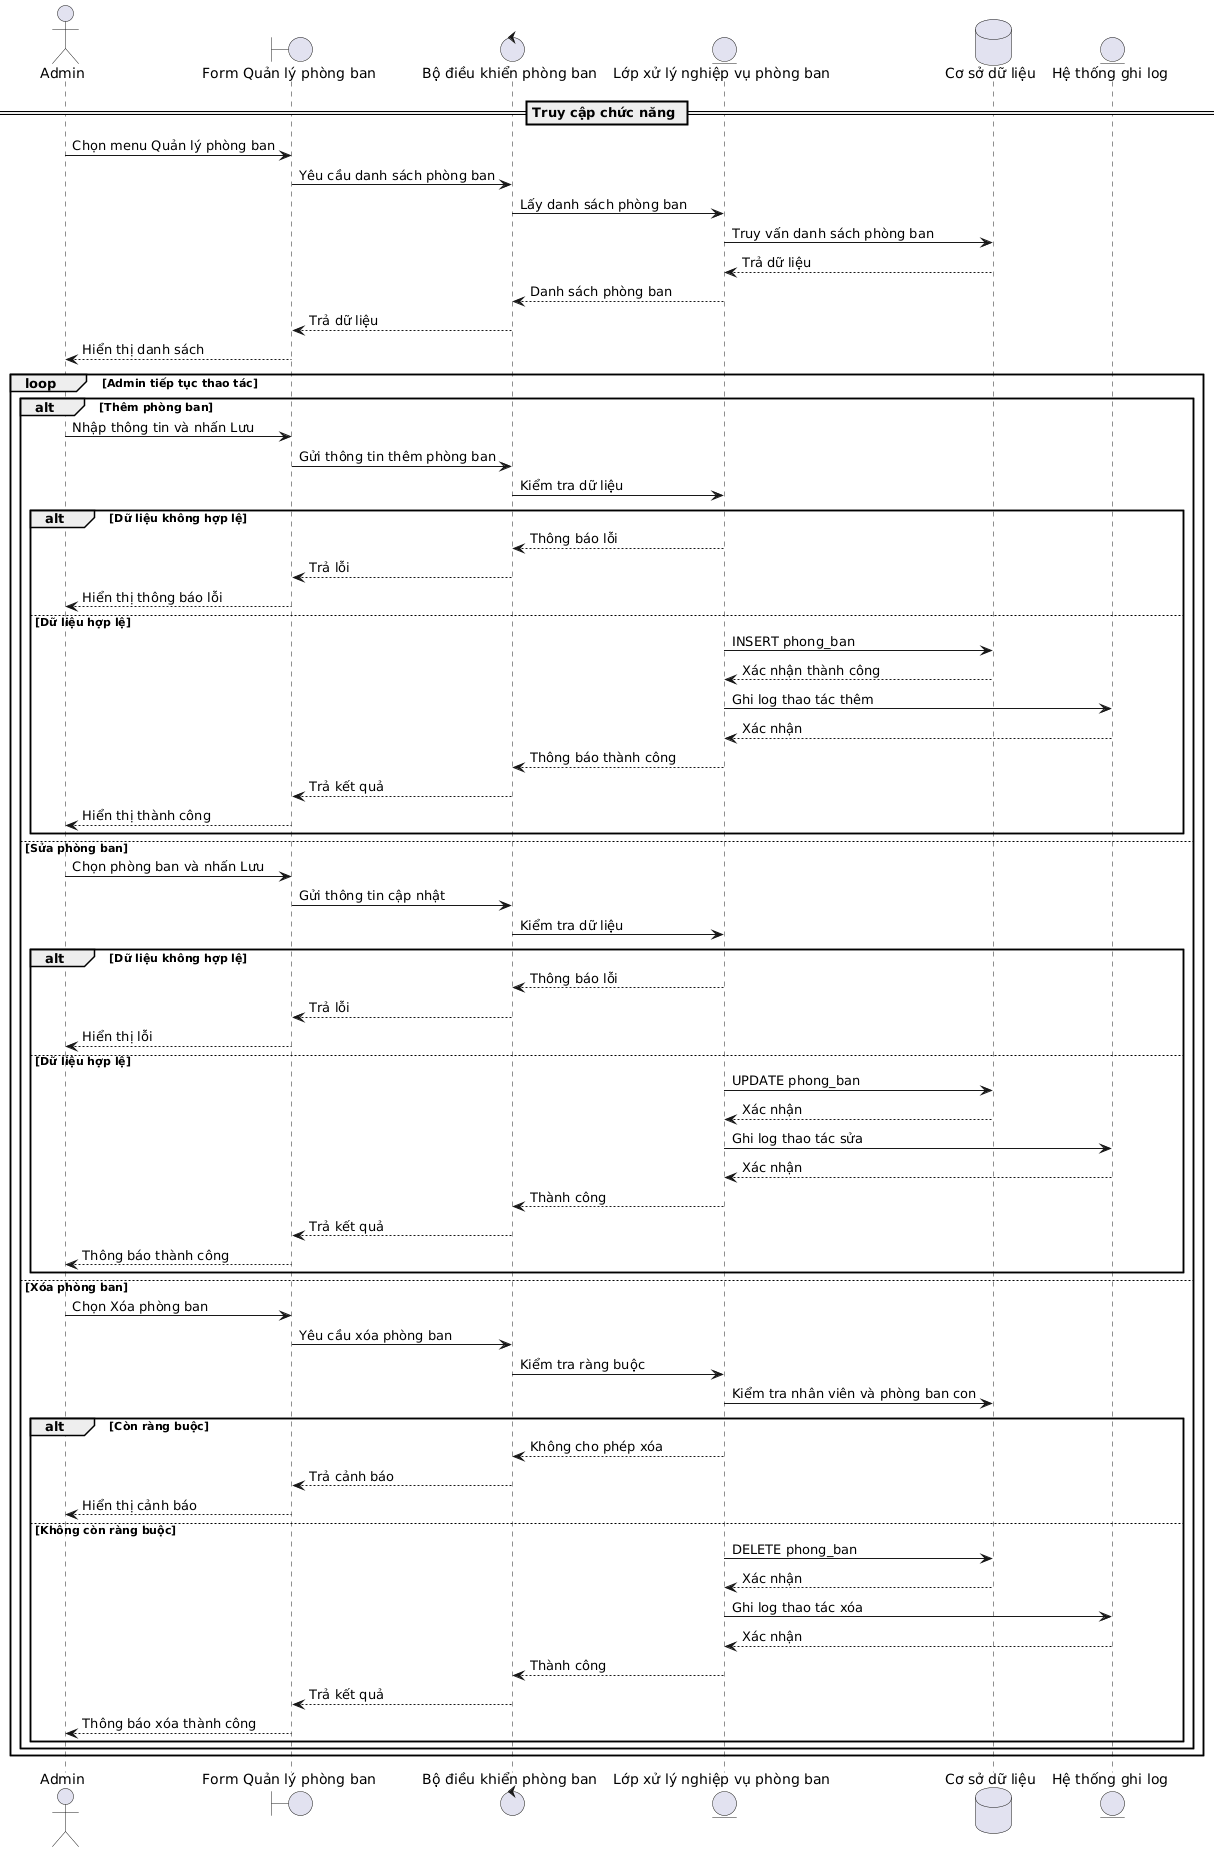 Admin
Form Quản lý phòng ban
Bộ điều khiển phòng ban
Lớp xử lý nghiệp vụ phòng ban
Cơ sở dữ liệu
Hệ thống ghi log
Truy cập chức năng
Chọn menu Quản lý phòng ban
Yêu cầu danh sách phòng ban
Lấy danh sách phòng ban
Truy vấn danh sách phòng ban
Trả dữ liệu
Danh sách phòng ban
Trả dữ liệu
Hiển thị danh sách
loop [Admin tiếp tục thao tác]
alt [Thêm phòng ban]
Nhập thông tin và nhấn Lưu
Gửi thông tin thêm phòng ban
Kiểm tra dữ liệu
alt [Dữ liệu không hợp lệ]
Thông báo lỗi
Trả lỗi
Hiển thị thông báo lỗi
[Dữ liệu hợp lệ]
INSERT phong_ban
Xác nhận thành công
Ghi log thao tác thêm
Xác nhận
Thông báo thành công
Trả kết quả
Hiển thị thành công
[Sửa phòng ban]
Chọn phòng ban và nhấn Lưu
Gửi thông tin cập nhật
Kiểm tra dữ liệu
alt [Dữ liệu không hợp lệ]
Thông báo lỗi
Trả lỗi
Hiển thị lỗi
[Dữ liệu hợp lệ]
UPDATE phong_ban
Xác nhận
Ghi log thao tác sửa
Xác nhận
Thành công
Trả kết quả
Thông báo thành công
[Xóa phòng ban]
Chọn Xóa phòng ban
Yêu cầu xóa phòng ban
Kiểm tra ràng buộc
Kiểm tra nhân viên và phòng ban con
alt [Còn ràng buộc]
Không cho phép xóa
Trả cảnh báo
Hiển thị cảnh báo
[Không còn ràng buộc]
DELETE phong_ban
Xác nhận
Ghi log thao tác xóa
Xác nhận
Thành công
Trả kết quả
Thông báo xóa thành công
Admin
Form Quản lý phòng ban
Bộ điều khiển phòng ban
Lớp xử lý nghiệp vụ phòng ban
Cơ sở dữ liệu
Hệ thống ghi log